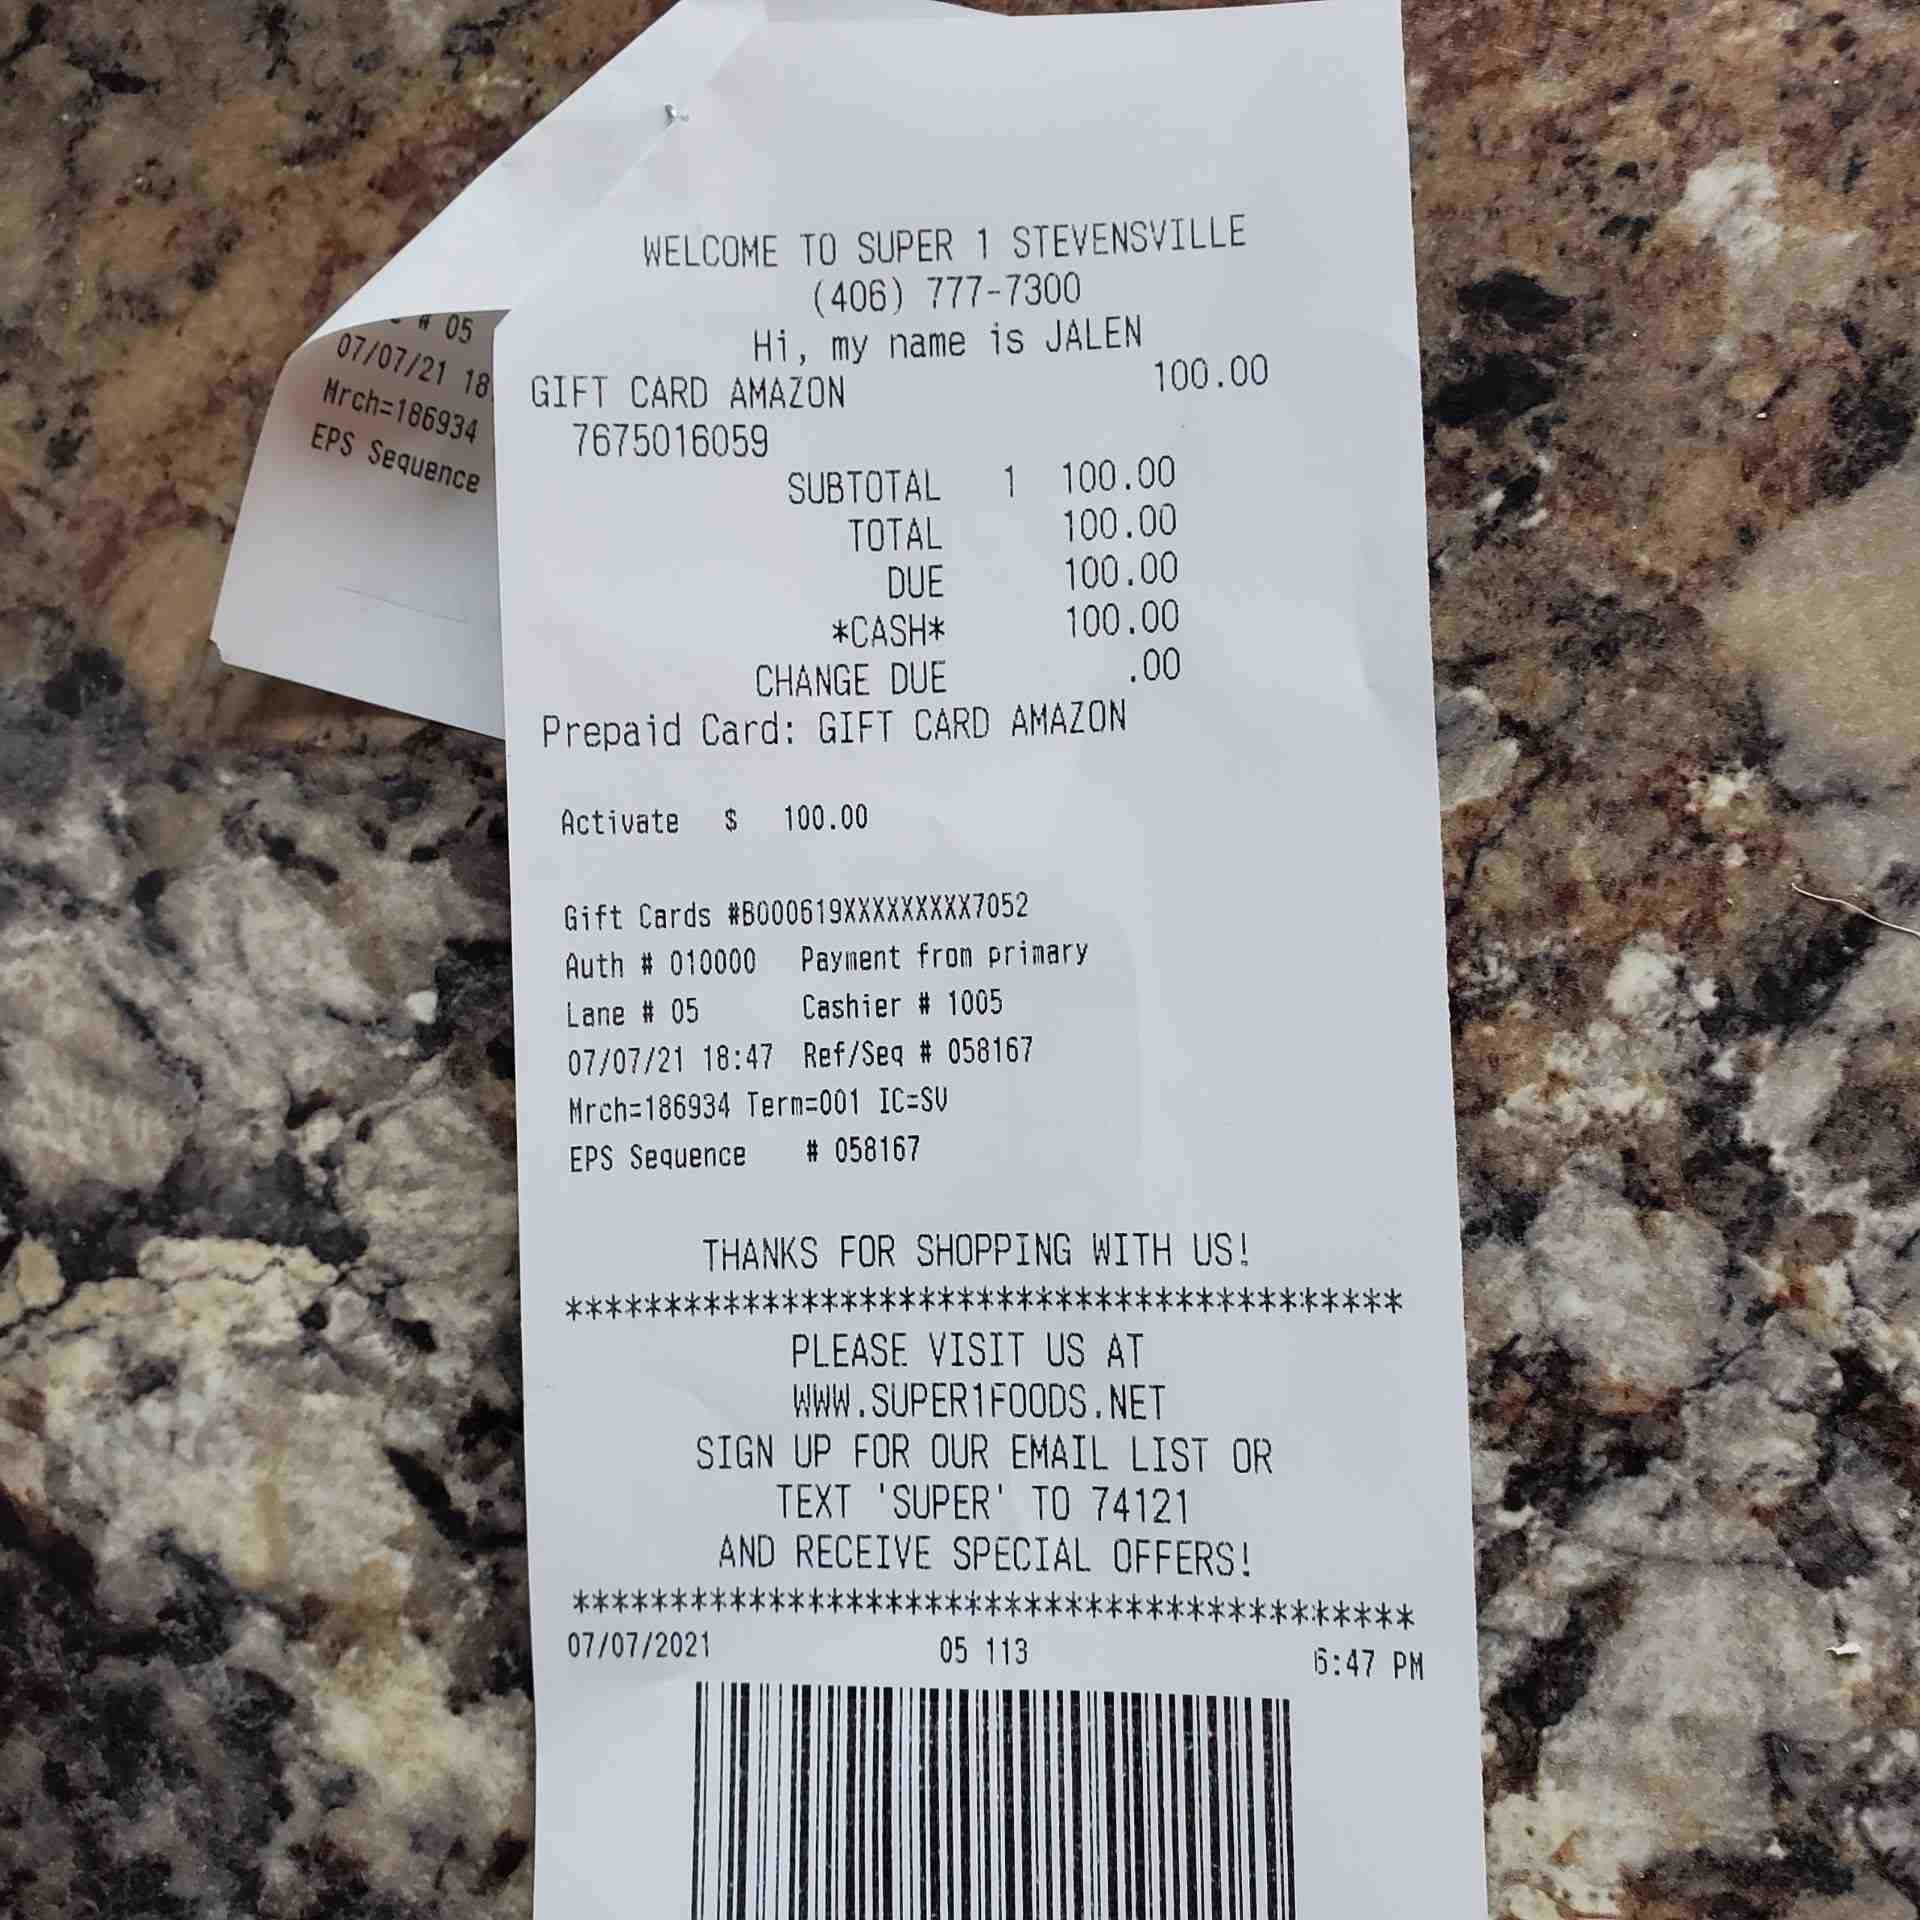 # 05
07/07/21 18
Mrch=186934
EPS Sequence
WELCOME TO SUPER 1 STEVENSVILLE
(406) 777-7300
Hi, my name is JALEN
GIFT CARD AMAZON 100.00
7675016059
SUBTOTAL 1 100.00
TOTAL 100.00
DUE 100.00
*CASH* 100.00
CHANGE DUE .00
Prepaid Card: GIFT CARD AMAZON
Activate $ 100.00
Gift Cards #B000619XXXXXXXXX7052
Auth # 010000 Payment from primary
Lane # 05 Cashier # 1005
07/07/21 18:47 Ref/Seq # 058167
Mrch=186934 Term=001 IC=SV
EPS Sequence # 058167
THANKS FOR SHOPPING WITH US!
*******************************************
PLEASE VISIT US AT
WWW.SUPER1FOODS.NET
SIGN UP FOR OUR EMAIL LIST OR
TEXT 'SUPER' TO 74121
AND RECEIVE SPECIAL OFFERS!
*******************************************
07/07/2021 05 113 6:47 PM